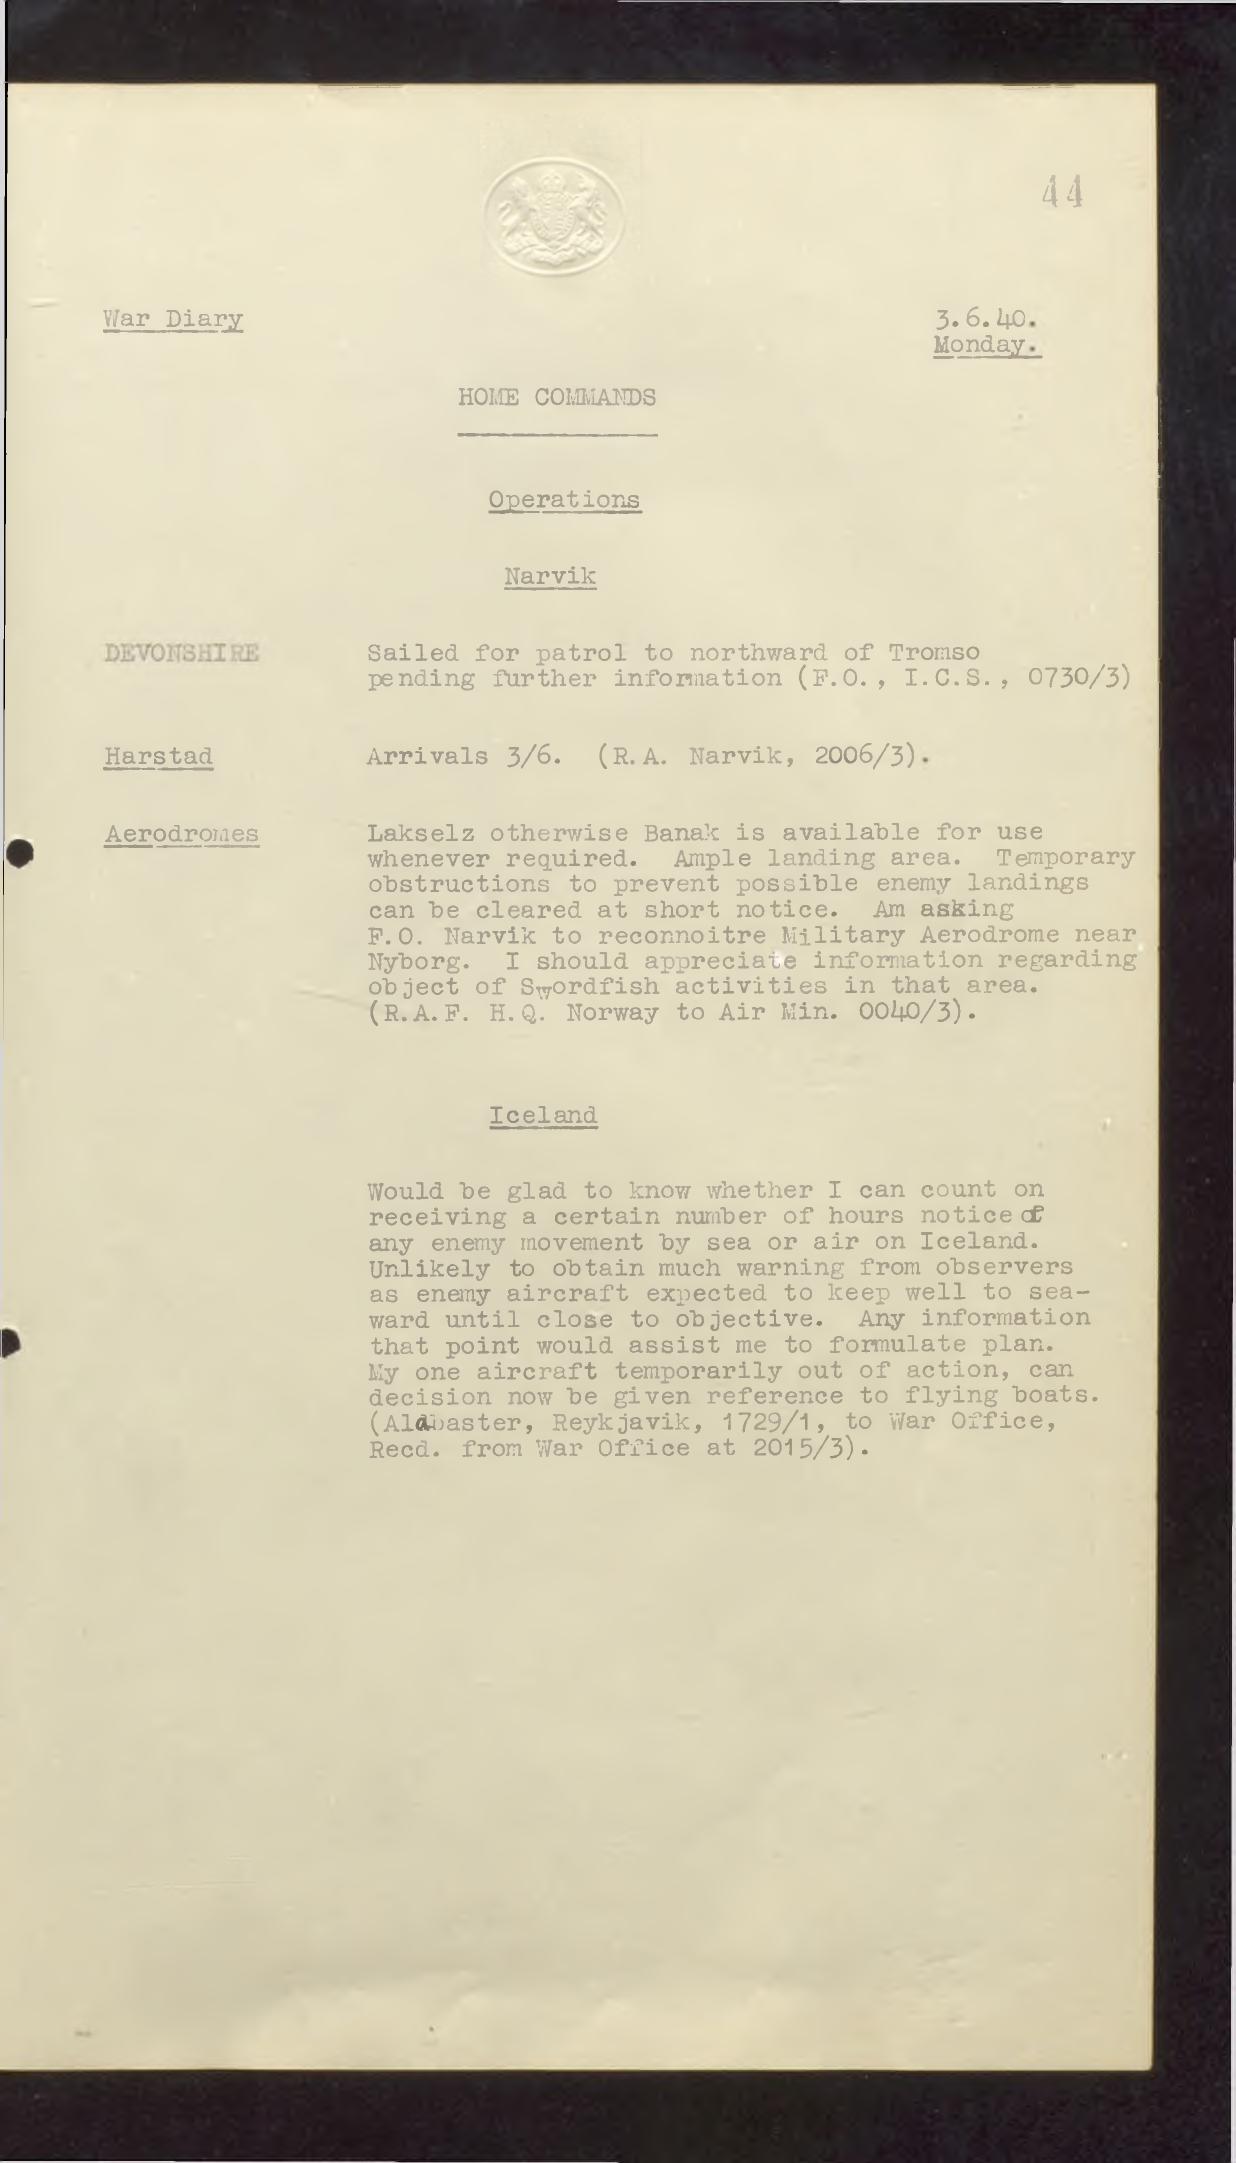 44
War Diary
3.6.40.
Monday.
HOME COMMANDS
Operations
Narvik
DEVONSHIRE
Sailed for patrol to northward of Tromso
pending further information (F.O., I.C.S., 0730/3)
Harstad
Arrivals 3/6. (R.A. Narvik, 2006/3).
Aerodromes
Lakselz otherwise Banak is available for use
whenever required. Ample landing area. Temporary
obstructions to prevent possible enemy landings
can be cleared at short notice. Am asking
F.O. Narvik to reconnoitre Military Aerodrome near
Nyborg. I should appreciate information regarding
object of Swordfish activities in that area.
(R.A.F. H.Q. Norway to Air Min. 0040/3).
Iceland
Would be glad to know whether I can count on
receiving a certain number of hours notice of
any enemy movement by sea or air on Iceland.
Unlikely to obtain much warning from observers
as enemy aircraft expected to keep well to sea-
ward until close to objective. Any information
that point would assist me to formulate plan.
My one aircraft temporarily out of action, can
decision now be given reference to flying boats.
(Alabaster, Reykjavik, 1729/1, to War Office,
Recd. from War Office at 2015/3).